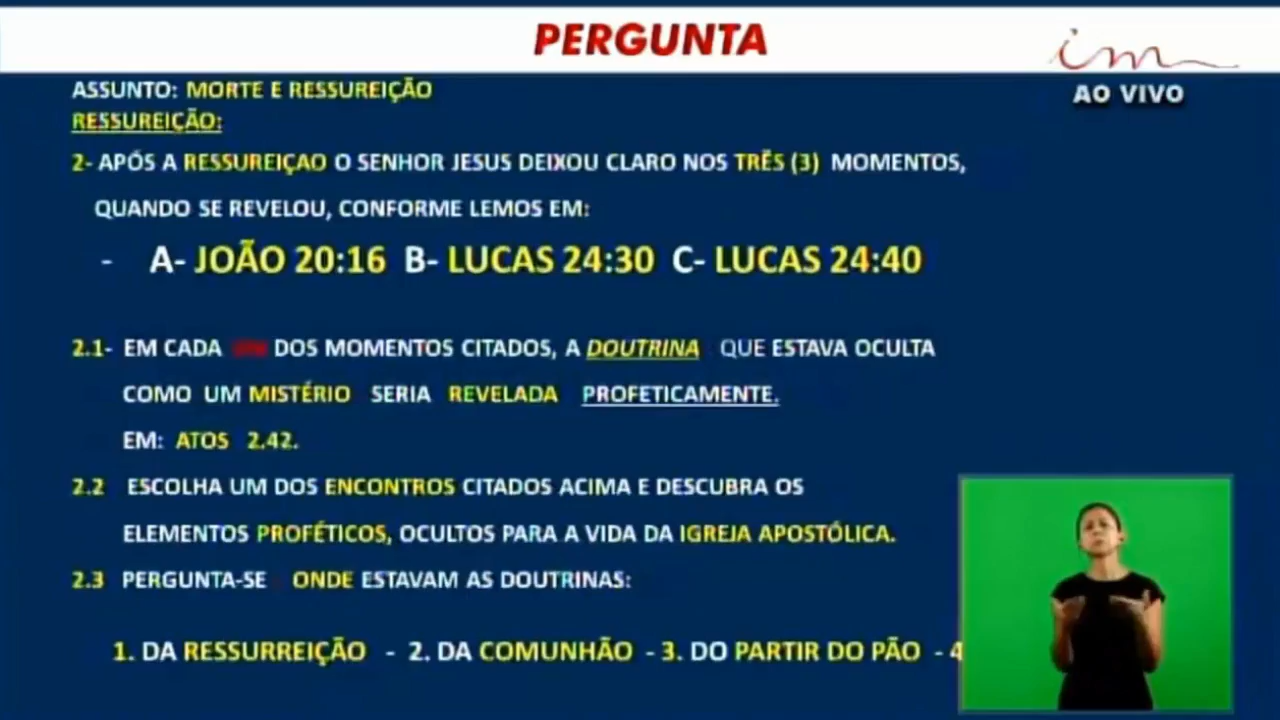 PERGUNTA
im
AO VIVO
ASSUNTO: MORTE E RESSUREIÇÃO
RESSUREIÇÃO:
2- APÓS A RESSUREIÇAO O SENHOR JESUS DEIXOU CLARO NOS TRÊS (3) MOMENTOS,
QUANDO SE REVELOU, CONFORME LEMOS EM:
- A- JOÃO 20:16 B- LUCAS 24:30 C- LUCAS 24:40
2.1- EM CADA DOS MOMENTOS CITADOS, A DOUTRINA QUE ESTAVA OCULTA
COMO UM MISTÉRIO SERIA REVELADA PROFETICAMENTE.
EM: ATOS 2.42.
2.2 ESCOLHA UM DOS ENCONTROS CITADOS ACIMA E DESCUBRA OS
ELEMENTOS PROFÉTICOS, OCULTOS PARA A VIDA DA IGREJA APOSTÓLICA.
2.3 PERGUNTA-SE ONDE ESTAVAM AS DOUTRINAS:
1. DA RESSURREIÇÃO - 2. DA COMUNHÃO - 3. DO PARTIR DO PÃO - 4